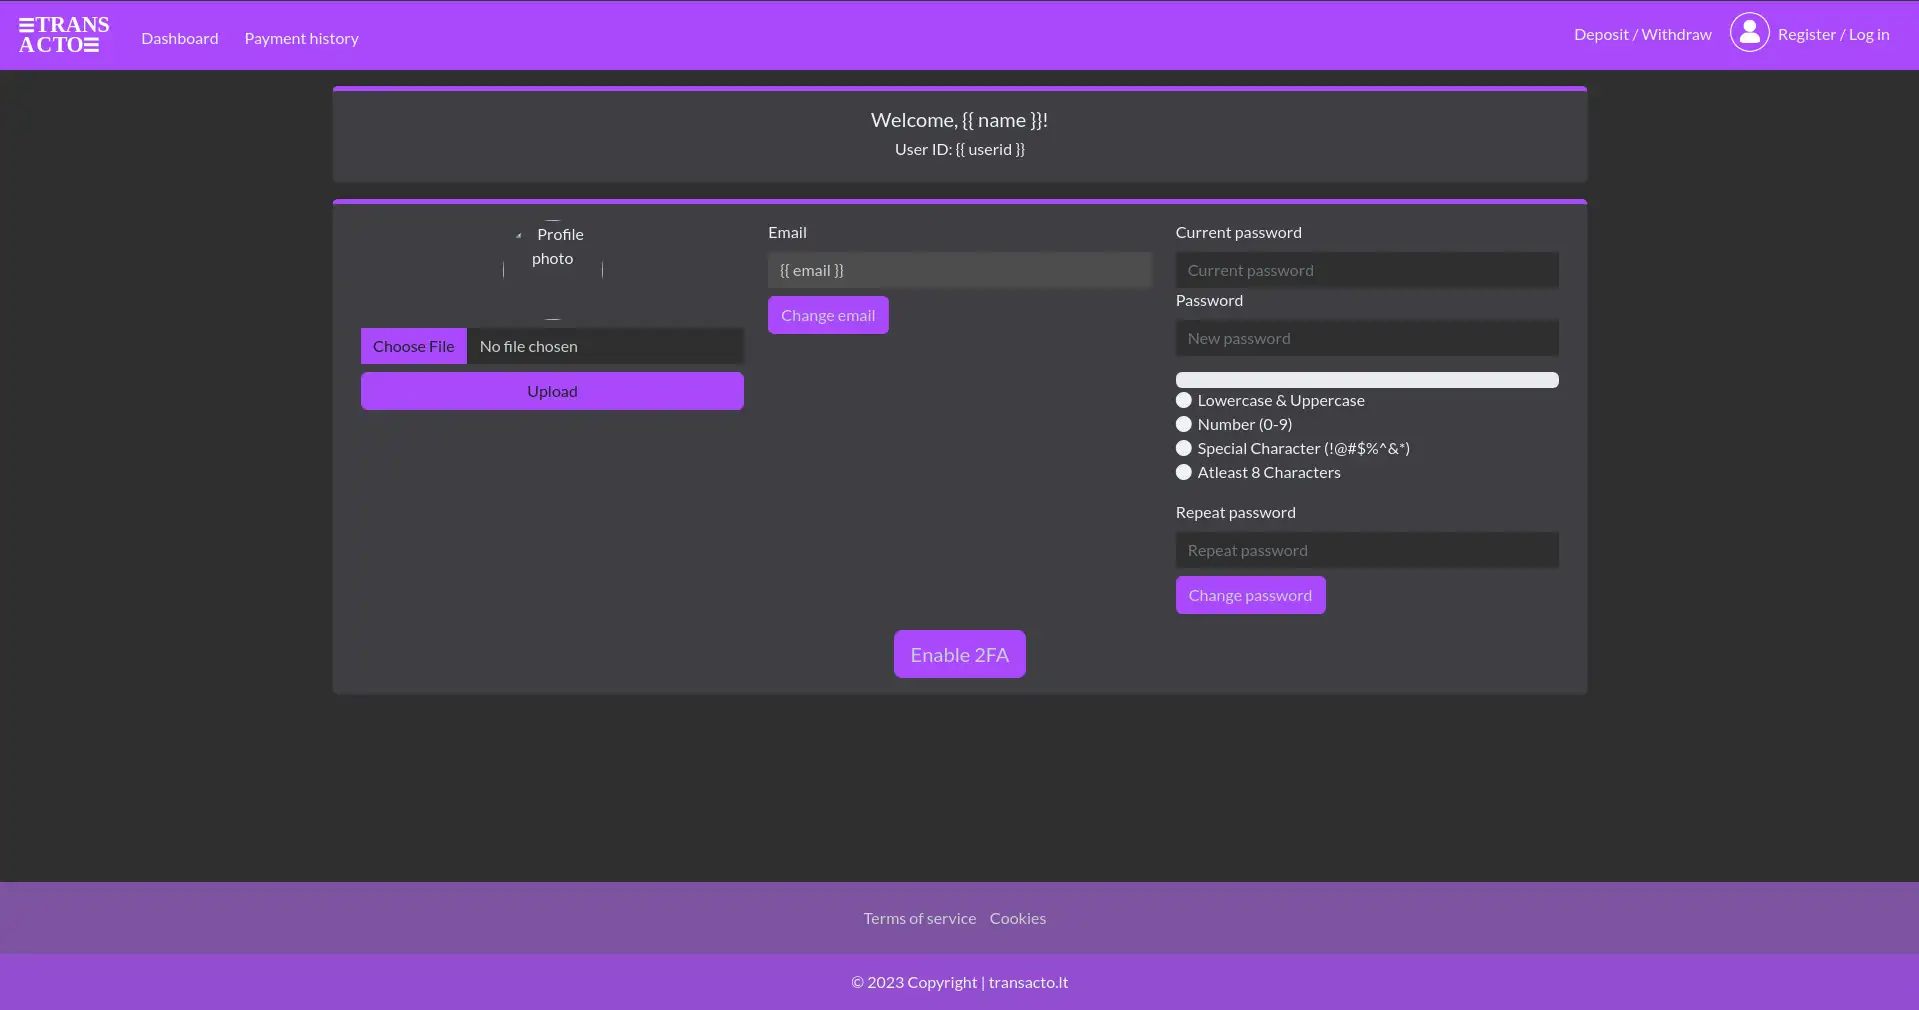 TRANS
ACTO
Dashboard
Payment history
Deposit / Withdraw
Register / Log in
Welcome, {{ name }}!
User ID: {{ userid }}
Profile
photo
Choose File
No file chosen
Upload
Email
{{ email }}
Change email
Current password
Current password
Password
New password
Lowercase & Uppercase
Number (0-9)
Special Character (!@#$%^&*)
Atleast 8 Characters
Repeat password
Repeat password
Change password
Enable 2FA
Terms of service
Cookies
© 2023 Copyright | transacto.lt